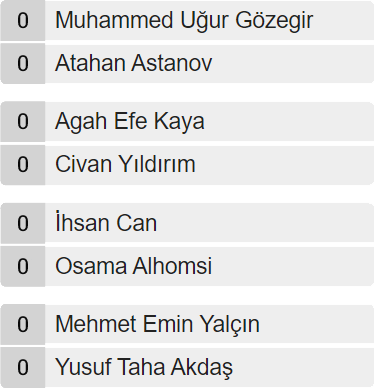 0 Muhammed Uğur Gözegir
0 Atahan Astanov
0 Agah Efe Kaya
0 Civan Yıldırım
0 İhsan Can
0 Osama Alhomsi
0 Mehmet Emin Yalçın
0 Yusuf Taha Akdaş